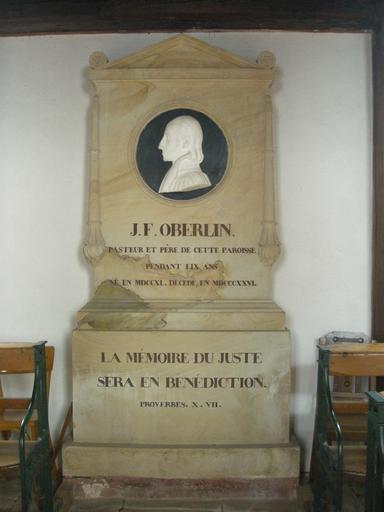 J.F. OBERLIN.
PASTEUR ET PÈRE DE CETTE PAROISSE
PENDANT LIX ANS
NÉ EN MDCCXL. DÉCÉDÉ EN MDCCCXXVI.
LA MÉMOIRE DU JUSTE
SERA EN BÉNÉDICTION.
PROVERBES. X. VII.